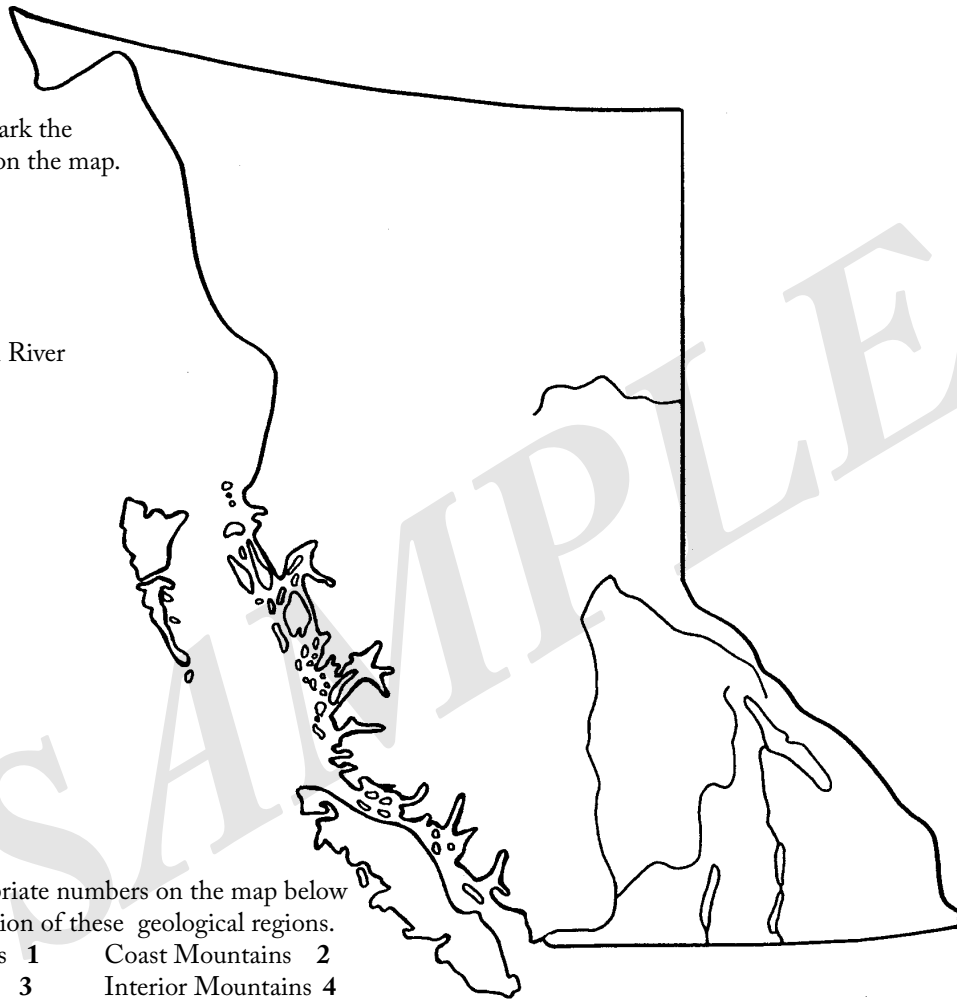 ark the
on the map.
River
SAMPLE
priate numbers on the map below
ion of these geological regions.
s 1 Coast Mountains 2
3 Interior Mountains 4